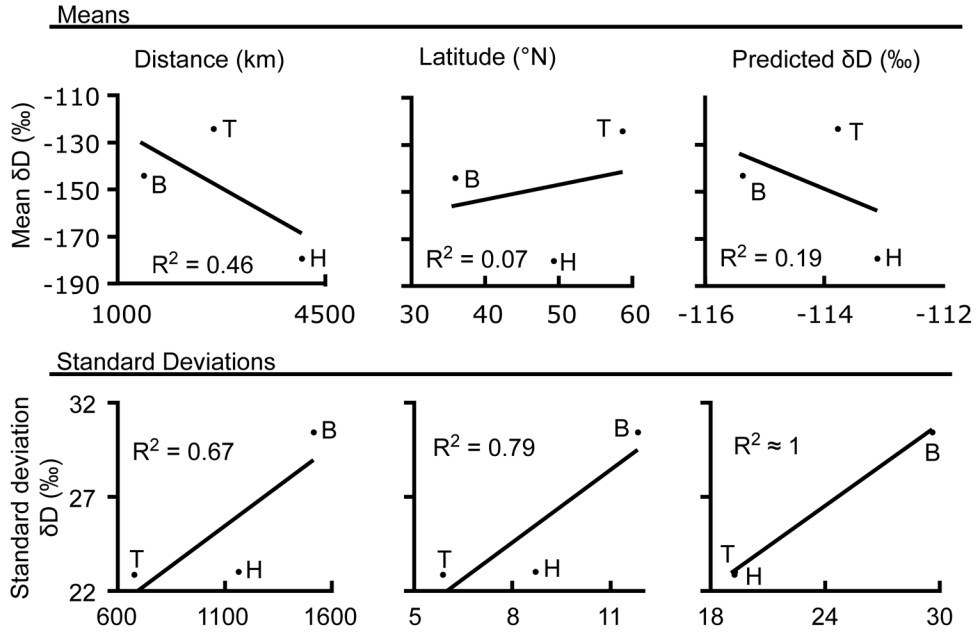 Means
Distance (km) Latitude (°N) Predicted δD (‰)
Mean δD (‰)
-110
-130
-150
-170
-190
T
B
H
R² = 0.46
1000 4500
T
B
H
R² = 0.07
30 40 50 60
T
B
H
R² = 0.19
-116 -114 -112
Standard Deviations
Standard deviation
δD (‰)
32
27
22
R² = 0.67
B
T
H
600 1100 1600
R² = 0.79
B
T
H
5 8 11
R² ≈ 1
B
T
H
18 24 30